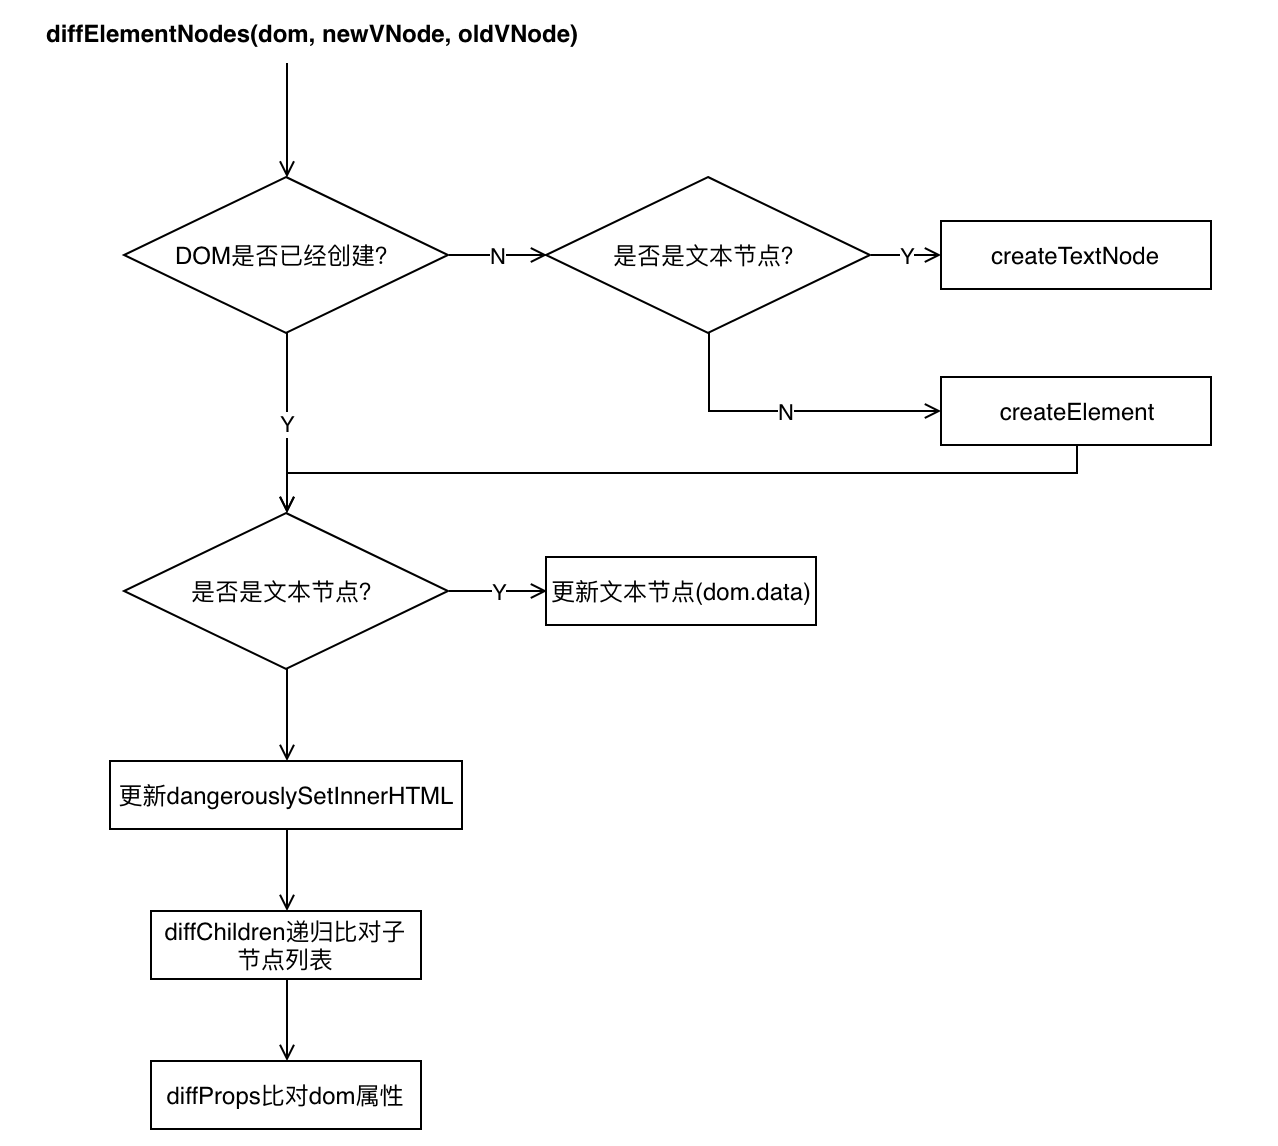 diffElementNodes(dom, newVNode, oldVNode)
DOM是否已经创建?
N
是否是文本节点?
Y
createTextNode
N
createElement
Y
是否是文本节点?
Y
更新文本节点(dom.data)
更新dangerouslySetInnerHTML
diffChildren递归比对子
节点列表
diffProps比对dom属性